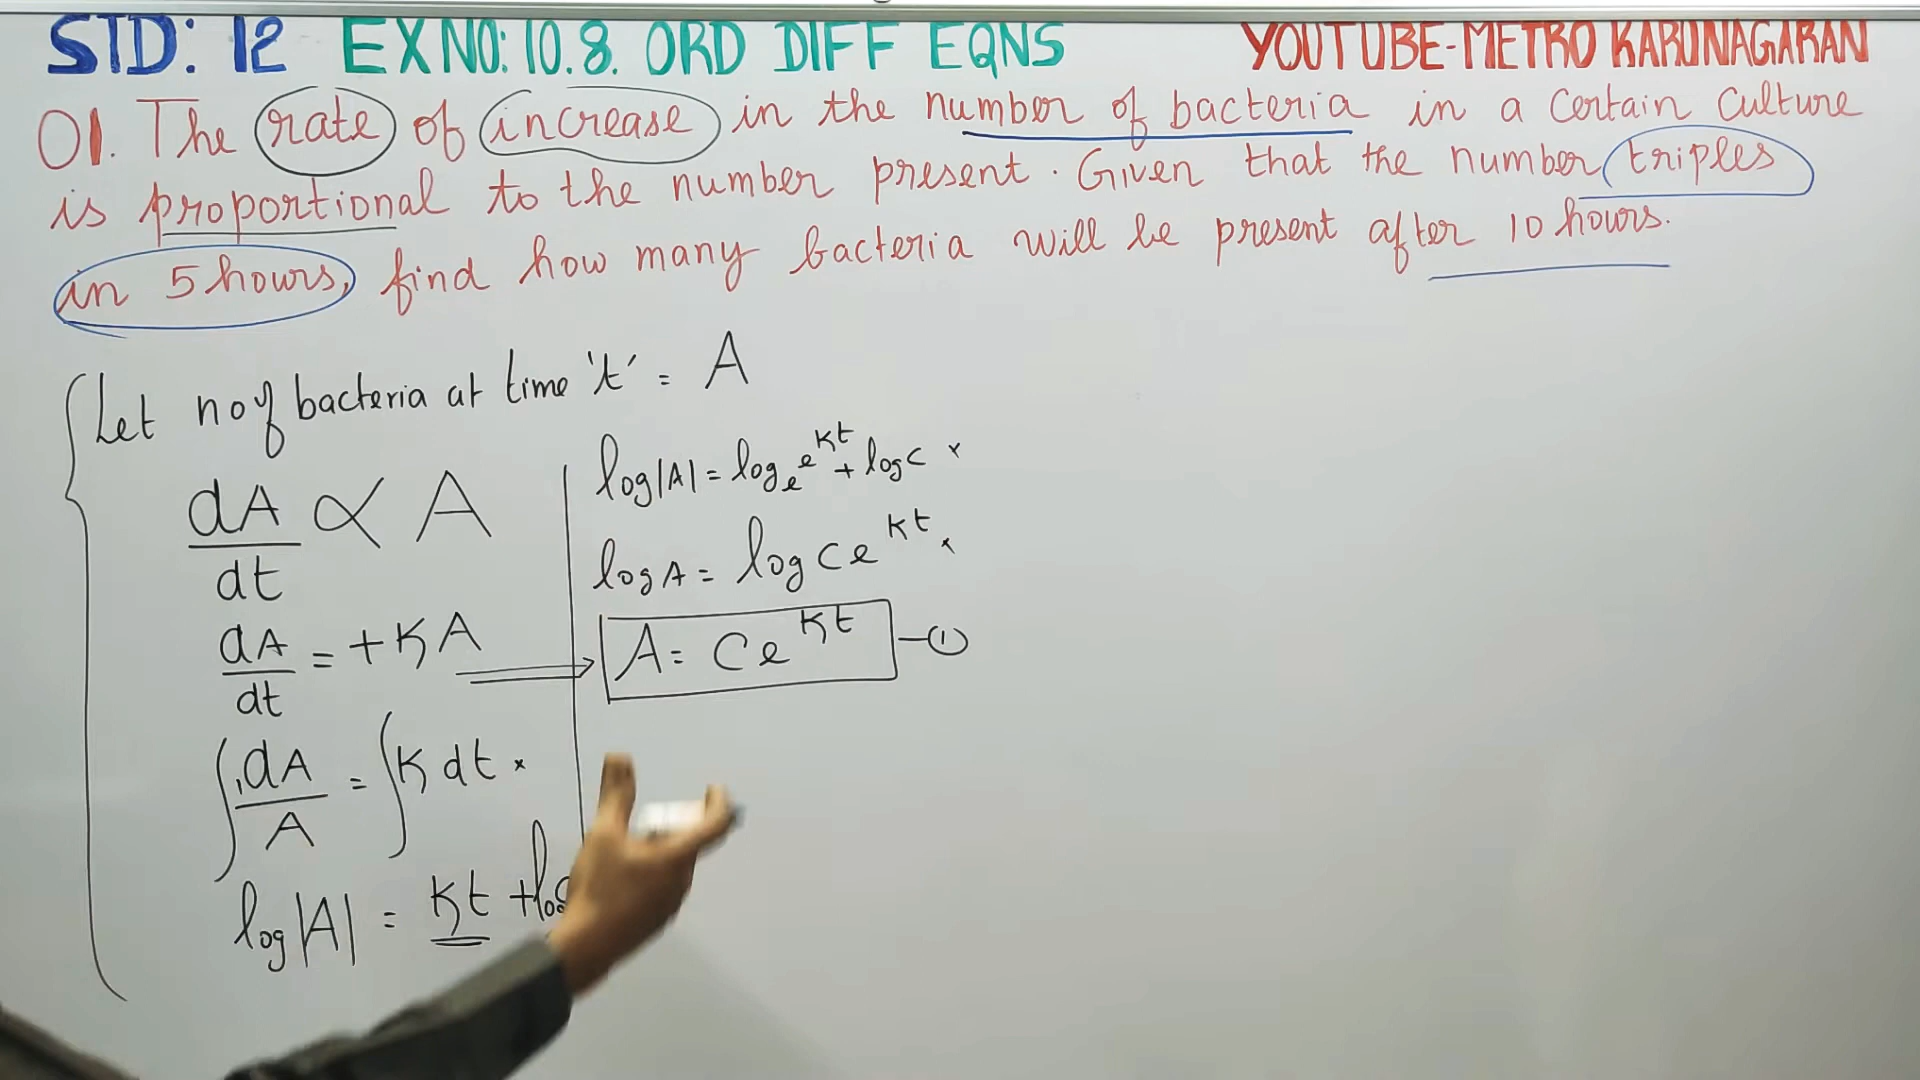 STD: 12 EX NO: 10.8. ORD DIFF EQNS YOUTUBE-METRO KARUNAGARAN
01. The rate of increase in the number of bacteria in a Certain Culture
is proportional to the number present. Given that the number triples
in 5 hours, find how many bacteria will be present after 10 hours.
Let no of bacteria at time 't' = A
dA/dt ∝ A
dA/dt = +KA
∫ 1 dA/A = ∫ K dt
log|A| = Kt + log
log|A| = logₑ e^Kt + log C
log A = log C e^Kt
A = C e^Kt —①